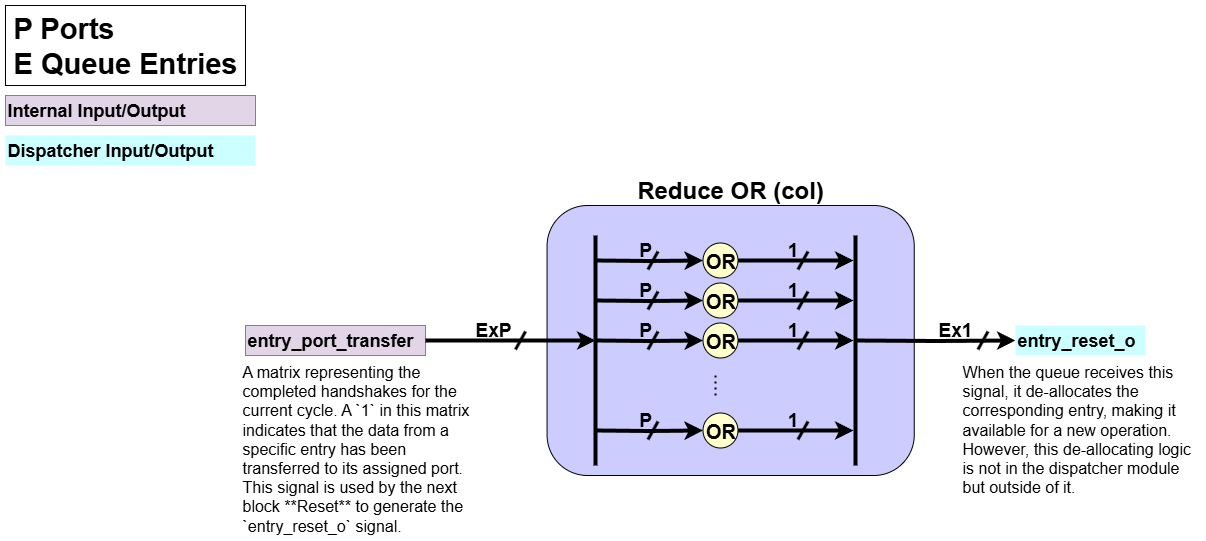 P Ports
E Queue Entries
Internal Input/Output
Dispatcher Input/Output
Reduce OR (col)
P
OR
1
P
OR
1
ExP
P
OR
1
Ex1
P
OR
1
entry_port_transfer
entry_reset_o
A matrix representing the
completed handshakes for the
current cycle. A `1` in this matrix
indicates that the data from a
specific entry has been
transferred to its assigned port.
This signal is used by the next
block **Reset** to generate the
`entry_reset_o` signal.
When the queue receives this
signal, it de-allocates the
corresponding entry, making it
available for a new operation.
However, this de-allocating logic
is not in the dispatcher module
but outside of it.